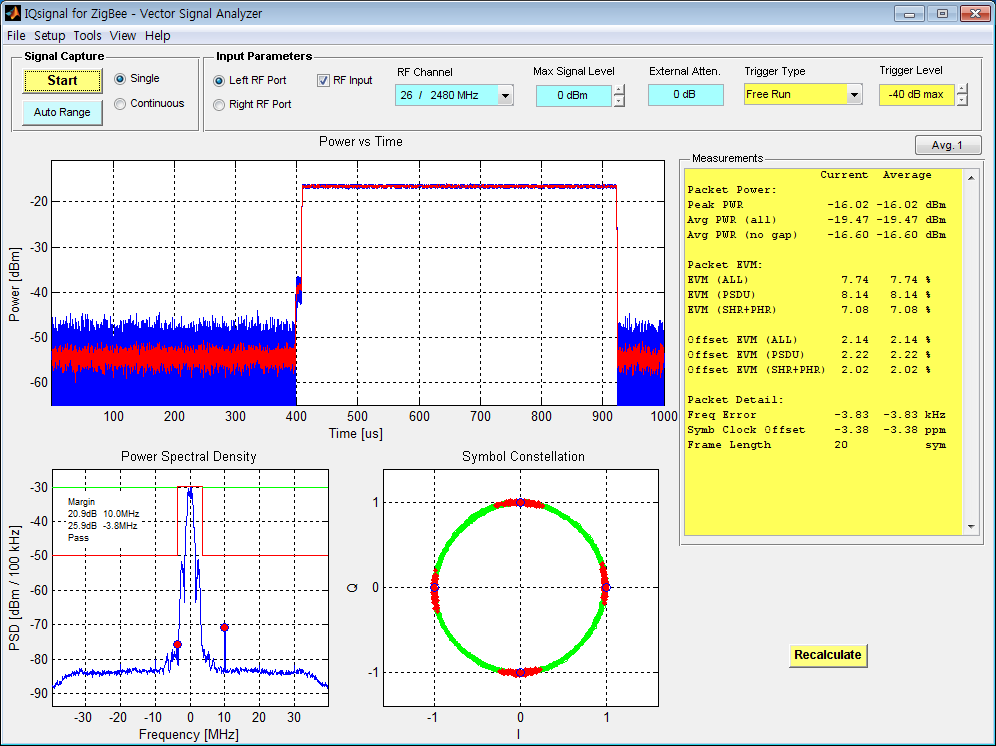 IQsignal for ZigBee - Vector Signal Analyzer
File Setup Tools View Help
Signal Capture
Start
Single
Auto Range
Continuous
Input Parameters
Left RF Port
RF Input
Right RF Port
RF Channel
26 / 2480 MHz
Max Signal Level
0 dBm
External Atten.
0 dB
Trigger Type
Free Run
Trigger Level
-40 dB max
Avg. 1
Power vs Time
Power [dBm]
-20
-30
-40
-50
-60
100 200 300 400 500 600 700 800 900 1000
Time [us]
Measurements
Current Average
Packet Power:
Peak PWR -16.02 -16.02 dBm
Avg PWR (all) -19.47 -19.47 dBm
Avg PWR (no gap) -16.60 -16.60 dBm
Packet EVM:
EVM (ALL) 7.74 7.74 %
EVM (PSDU) 8.14 8.14 %
EVM (SHR+PHR) 7.08 7.08 %
Offset EVM (ALL) 2.14 2.14 %
Offset EVM (PSDU) 2.22 2.22 %
Offset EVM (SHR+PHR) 2.02 2.02 %
Packet Detail:
Freq Error -3.83 -3.83 kHz
Symb Clock Offset -3.38 -3.38 ppm
Frame Length 20 sym
Power Spectral Density
PSD [dBm / 100 kHz]
-30
-40
-50
-60
-70
-80
-90
Margin
20.9dB 10.0MHz
25.9dB -3.8MHz
Pass
-30 -20 -10 0 10 20 30
Frequency [MHz]
Symbol Constellation
Q
1
0
-1
-1 0 1
I
Recalculate